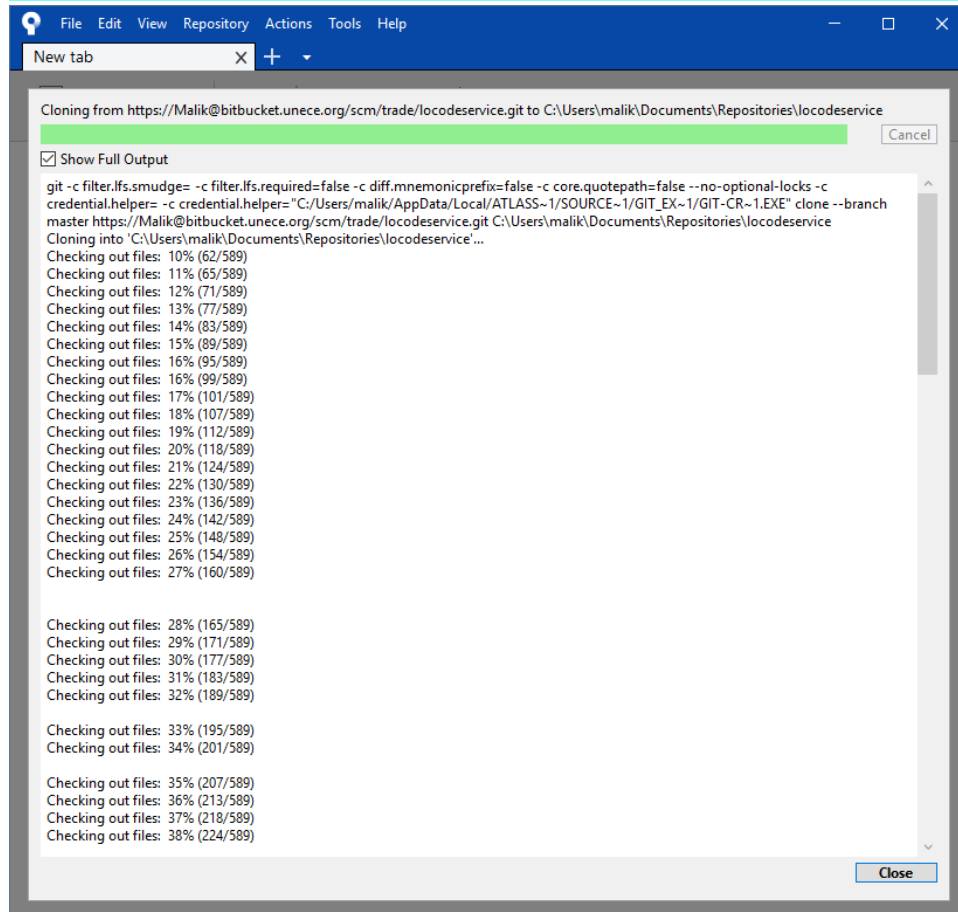 File Edit View Repository Actions Tools Help
New tab
Cloning from https://Malik@bitbucket.unece.org/scm/trade/locodeservice.git to C:\Users\malik\Documents\Repositories\locodeservice
Cancel
Show Full Output
git -c filter.lfs.smudge= -c filter.lfs.required=false -c diff.mnemonicprefix=false -c core.quotepath=false --no-optional-locks -c
credential.helper= -c credential.helper="C:/Users/malik/AppData/Local/ATLASS~1/SOURCE~1/GIT_EX~1/GIT-CR~1.EXE" clone --branch
master https://Malik@bitbucket.unece.org/scm/trade/locodeservice.git C:\Users\malik\Documents\Repositories\locodeservice
Cloning into 'C:\Users\malik\Documents\Repositories\locodeservice'...
Checking out files: 10% (62/589)
Checking out files: 11% (65/589)
Checking out files: 12% (71/589)
Checking out files: 13% (77/589)
Checking out files: 14% (83/589)
Checking out files: 15% (89/589)
Checking out files: 16% (95/589)
Checking out files: 16% (99/589)
Checking out files: 17% (101/589)
Checking out files: 18% (107/589)
Checking out files: 19% (112/589)
Checking out files: 20% (118/589)
Checking out files: 21% (124/589)
Checking out files: 22% (130/589)
Checking out files: 23% (136/589)
Checking out files: 24% (142/589)
Checking out files: 25% (148/589)
Checking out files: 26% (154/589)
Checking out files: 27% (160/589)
Checking out files: 28% (165/589)
Checking out files: 29% (171/589)
Checking out files: 30% (177/589)
Checking out files: 31% (183/589)
Checking out files: 32% (189/589)
Checking out files: 33% (195/589)
Checking out files: 34% (201/589)
Checking out files: 35% (207/589)
Checking out files: 36% (213/589)
Checking out files: 37% (218/589)
Checking out files: 38% (224/589)
Close